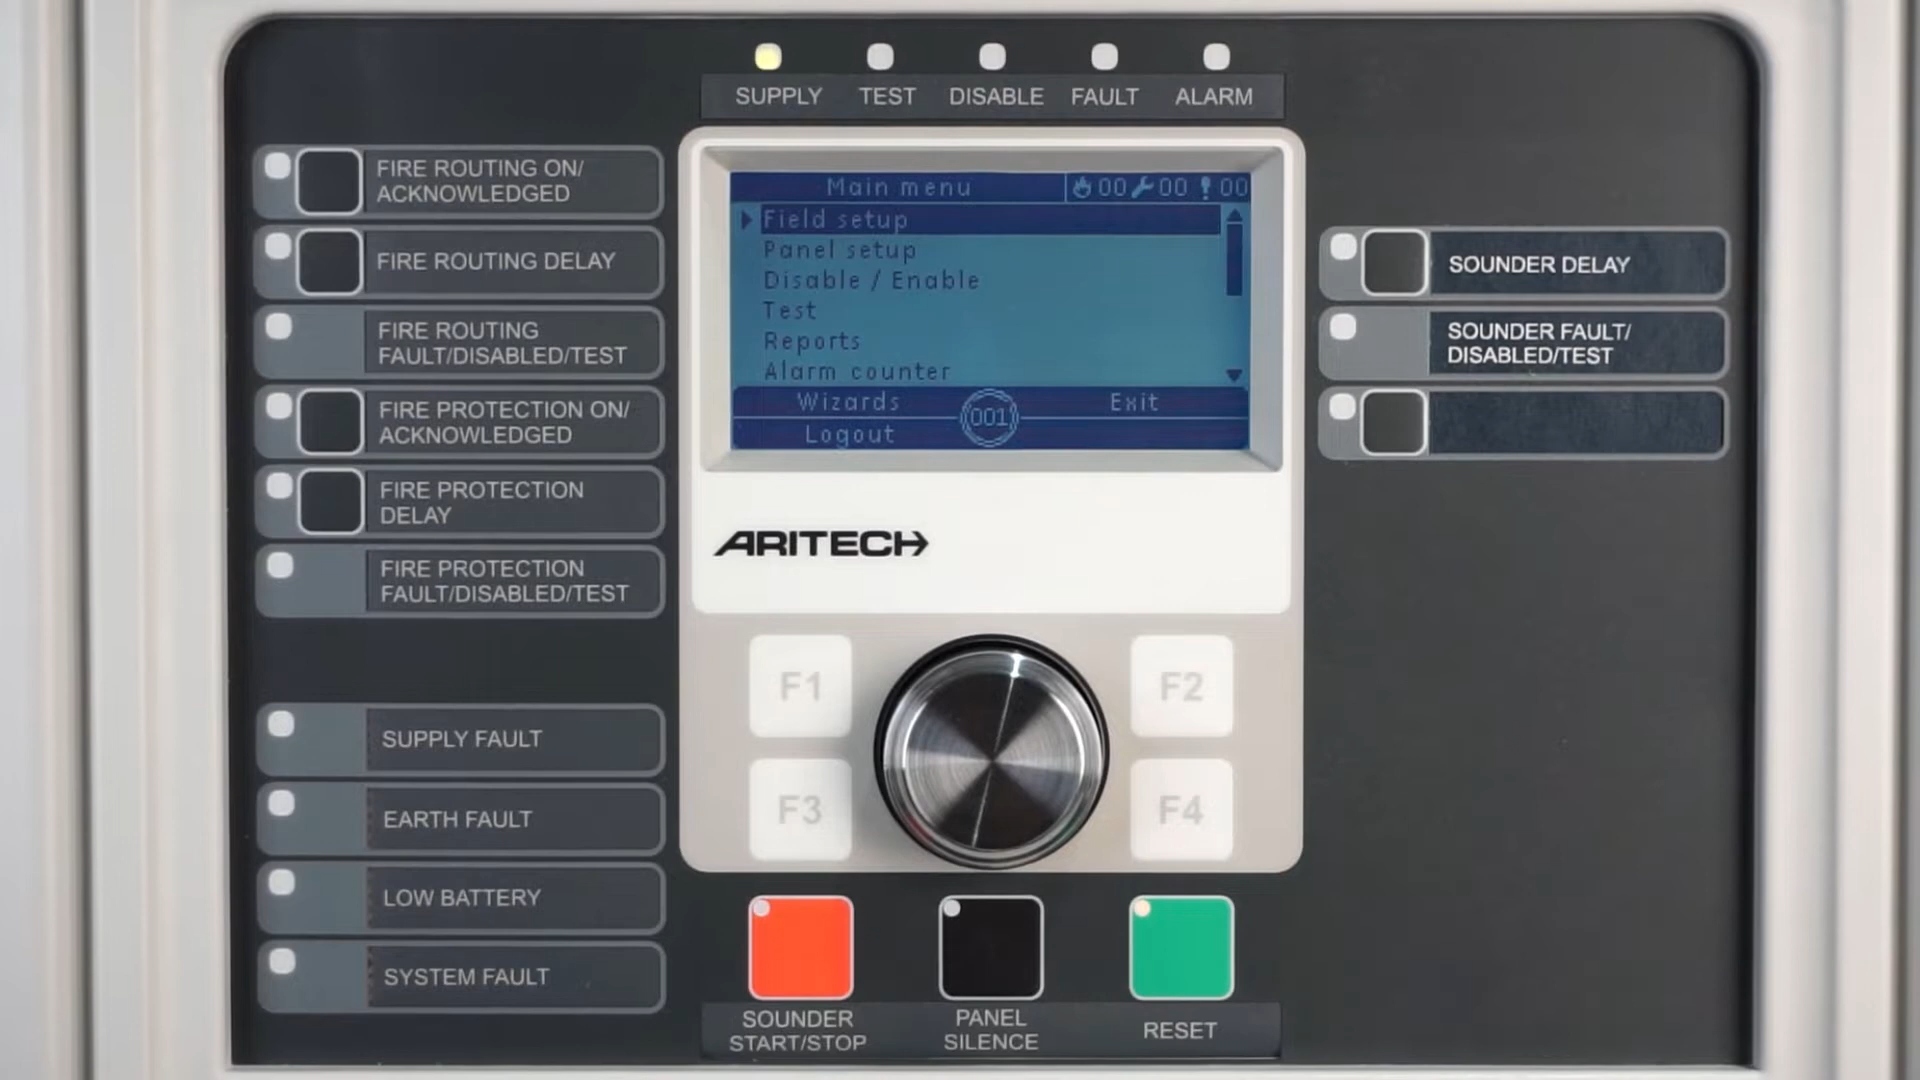 SUPPLY TEST DISABLE FAULT ALARM
FIRE ROUTING ON/
ACKNOWLEDGED
FIRE ROUTING DELAY
FIRE ROUTING
FAULT/DISABLED/TEST
FIRE PROTECTION ON/
ACKNOWLEDGED
FIRE PROTECTION
DELAY
FIRE PROTECTION
FAULT/DISABLED/TEST
SUPPLY FAULT
EARTH FAULT
LOW BATTERY
SYSTEM FAULT
Main menu 00 00 00
Field setup
Panel setup
Disable / Enable
Test
Reports
Alarm counter
Wizards 001 Exit
Logout
ARITECH
F1 F2
F3 F4
SOUNDER
START/STOP
PANEL
SILENCE
RESET
SOUNDER DELAY
SOUNDER FAULT/
DISABLED/TEST